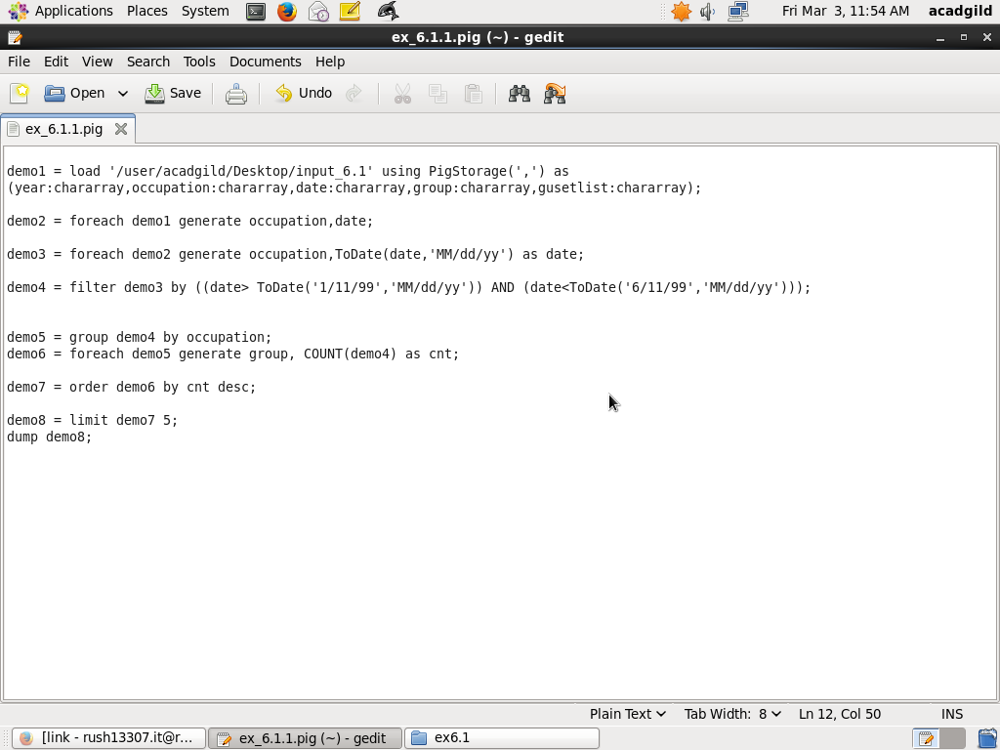 Applications Places System Fri Mar 3, 11:54 AM acadgild
ex_6.1.1.pig (~) - gedit
File Edit View Search Tools Documents Help
Open Save Undo
ex_6.1.1.pig
demo1 = load '/user/acadgild/Desktop/input_6.1' using PigStorage(',') as
(year:chararray,occupation:chararray,date:chararray,group:chararray,gusetlist:chararray);
demo2 = foreach demo1 generate occupation,date;
demo3 = foreach demo2 generate occupation,ToDate(date,'MM/dd/yy') as date;
demo4 = filter demo3 by ((date> ToDate('1/11/99','MM/dd/yy')) AND (date<ToDate('6/11/99','MM/dd/yy')));
demo5 = group demo4 by occupation;
demo6 = foreach demo5 generate group, COUNT(demo4) as cnt;
demo7 = order demo6 by cnt desc;
demo8 = limit demo7 5;
dump demo8;
Plain Text Tab Width: 8 Ln 12, Col 50 INS
[link - rush13307.it@r... ex_6.1.1.pig (~) - gedit ex6.1